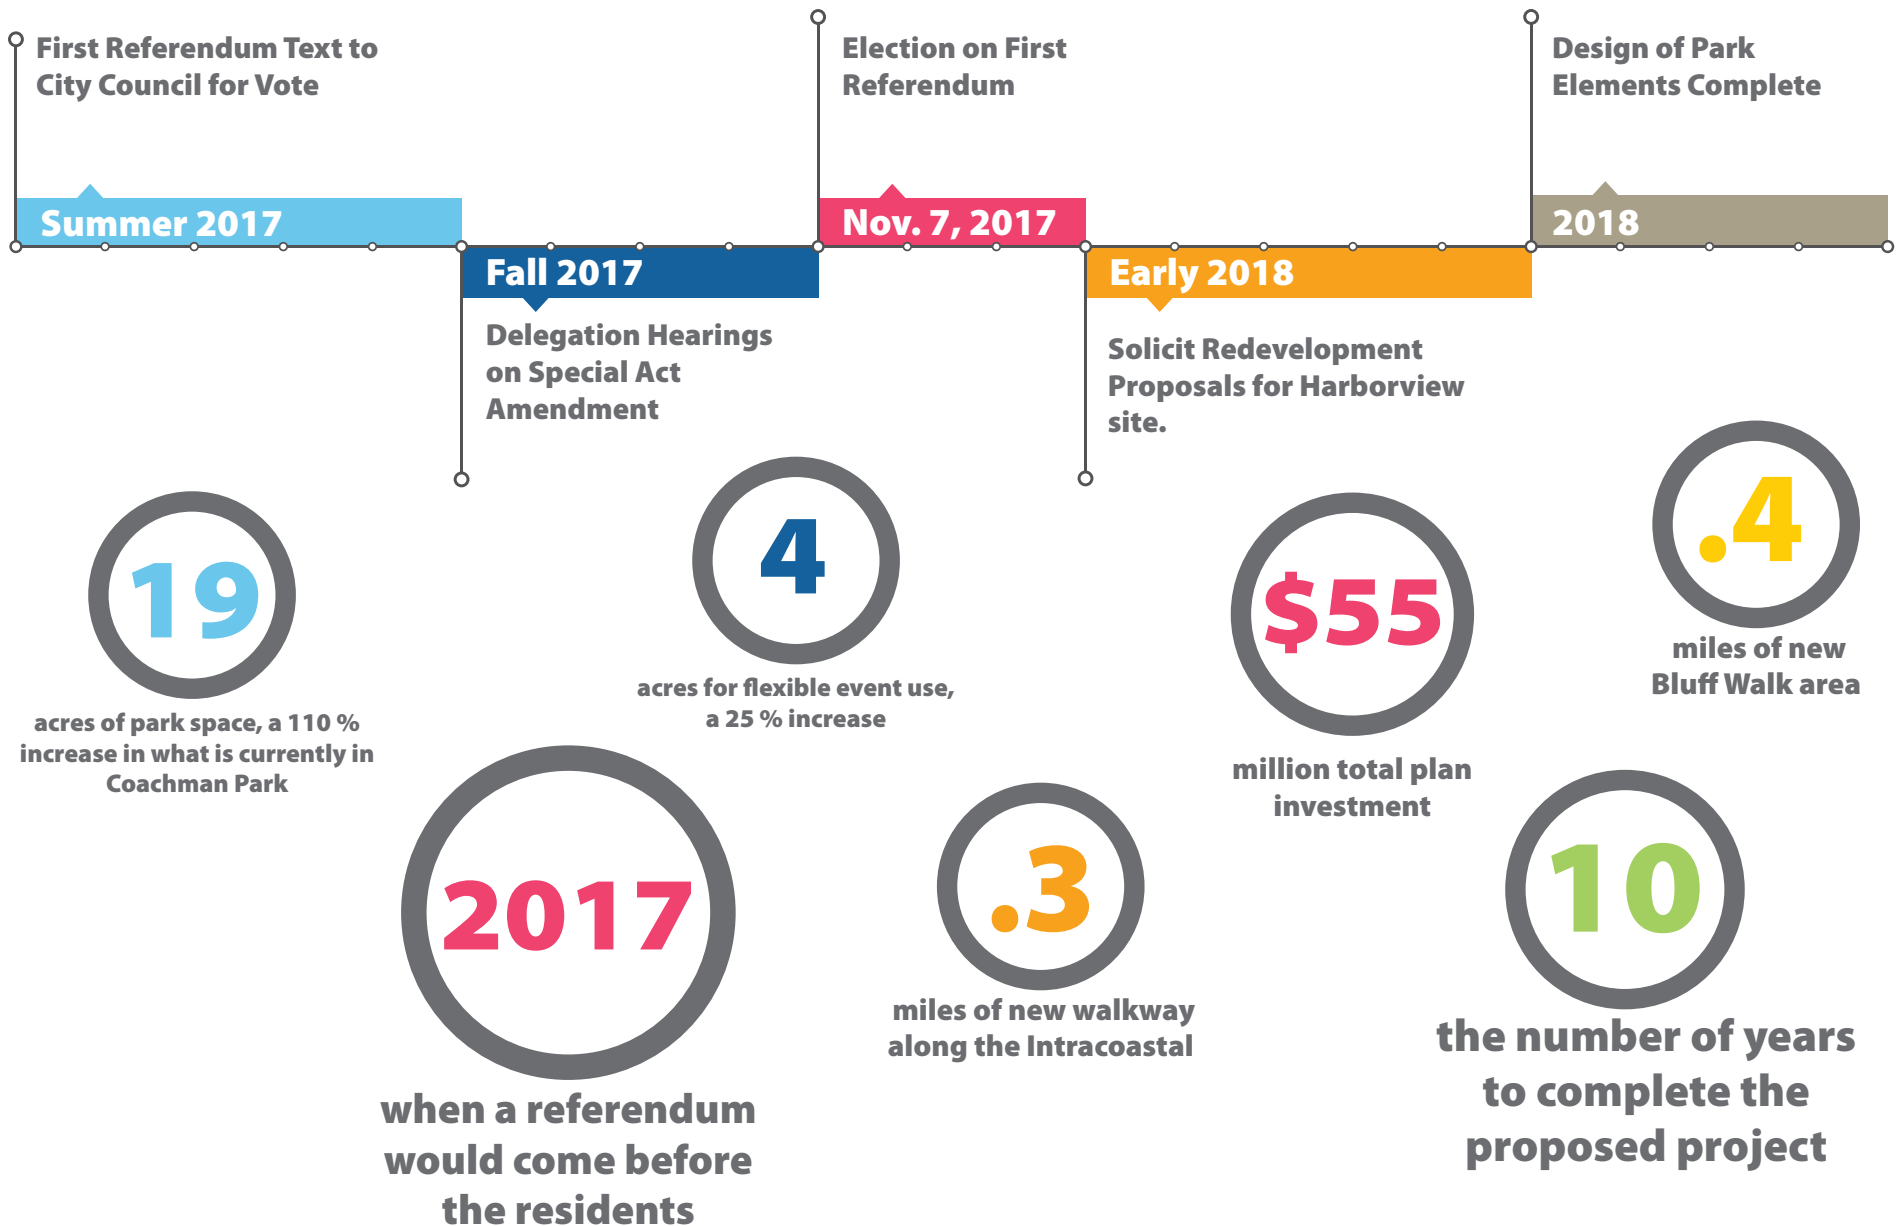 First Referendum Text to
City Council for Vote
Summer 2017
Fall 2017
Delegation Hearings
on Special Act
Amendment
Election on First
Referendum
Nov. 7, 2017
Early 2018
Solicit Redevelopment
Proposals for Harborview
site.
Design of Park
Elements Complete
2018
19
acres of park space, a 110 %
increase in what is currently in
Coachman Park
2017
when a referendum
would come before
the residents
4
acres for flexible event use,
a 25 % increase
.3
miles of new walkway
along the Intracoastal
$55
million total plan
investment
.4
miles of new
Bluff Walk area
10
the number of years
to complete the
proposed project